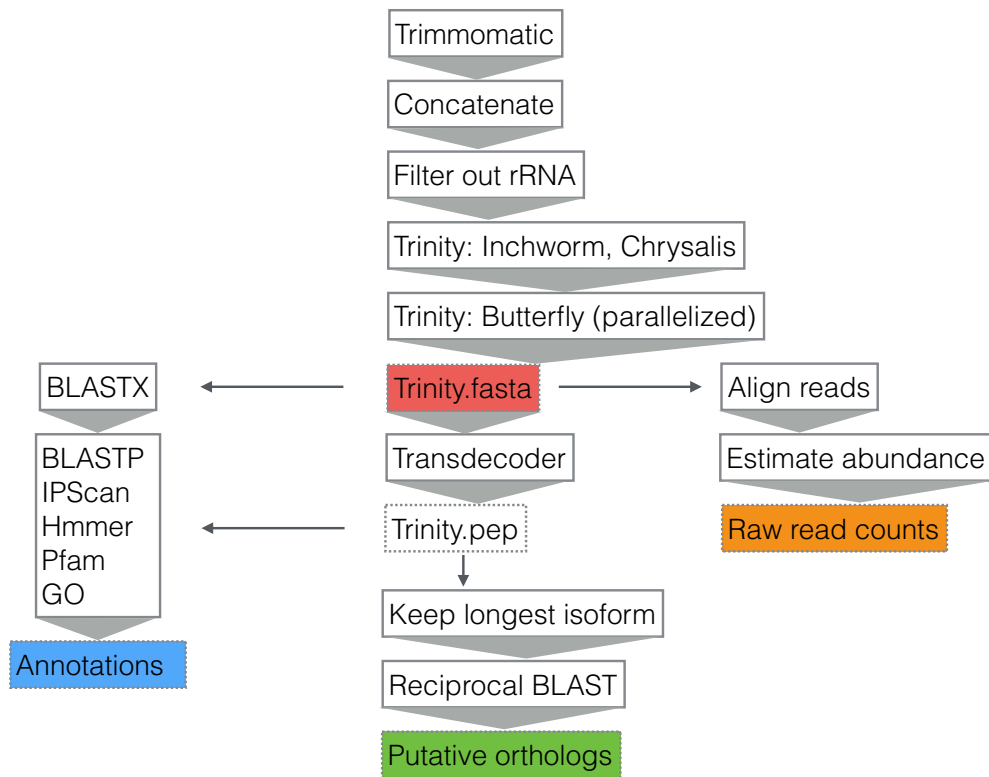 Trimmomatic
Concatenate
Filter out rRNA
Trinity: Inchworm, Chrysalis
Trinity: Butterfly (parallelized)
BLASTX
Trinity.fasta
Align reads
BLASTP
IPScan
Hmmer
Pfam
GO
Transdecoder
Estimate abundance
Trinity.pep
Raw read counts
Keep longest isoform
Annotations
Reciprocal BLAST
Putative orthologs